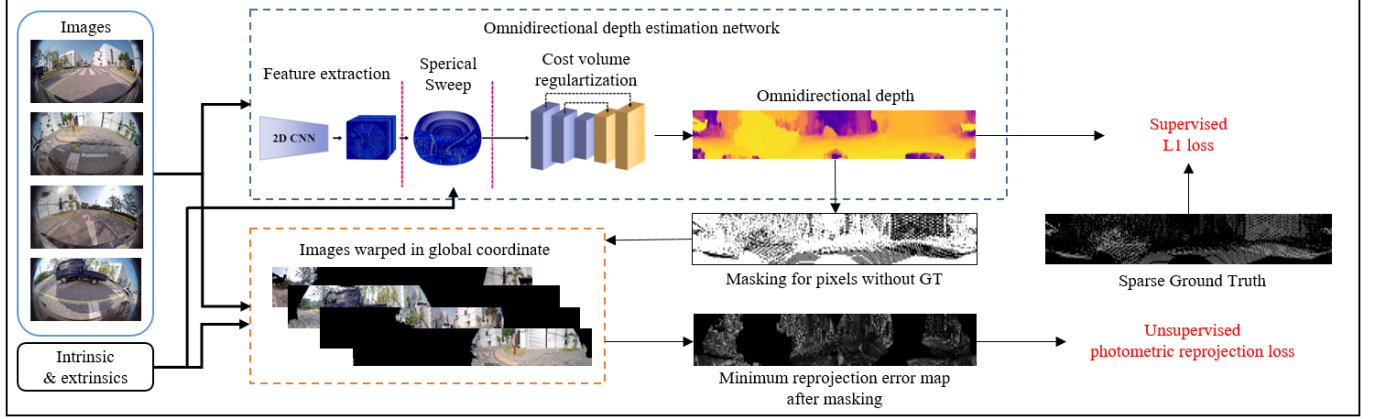 Images
Omnidirectional depth estimation network
Feature extraction
Sperical
Sweep
Cost volume
regulartization
2D CNN
Omnidirectional depth
Supervised
L1 loss
Images warped in global coordinate
Masking for pixels without GT
Sparse Ground Truth
Intrinsic
& extrinsics
Minimum reprojection error map
after masking
Unsupervised
photometric reprojection loss